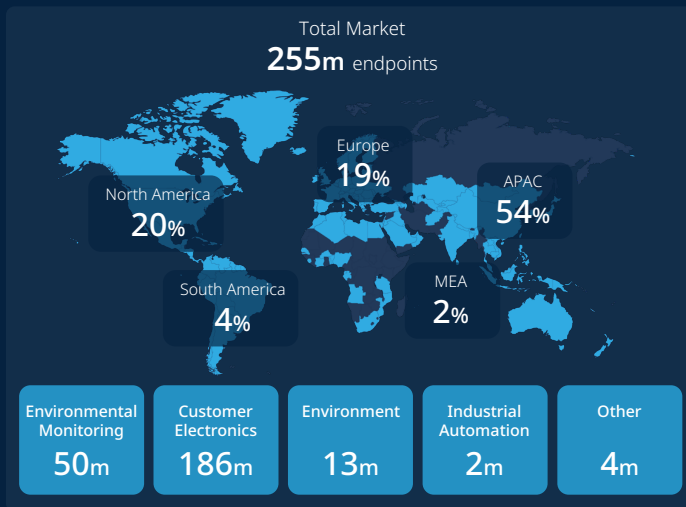 Total Market
255m endpoints
Europe
19%
North America
20%
APAC
54%
South America
4%
MEA
2%
Environmental
Monitoring
50m
Customer
Electronics
186m
Environment
13m
Industrial
Automation
2m
Other
4m